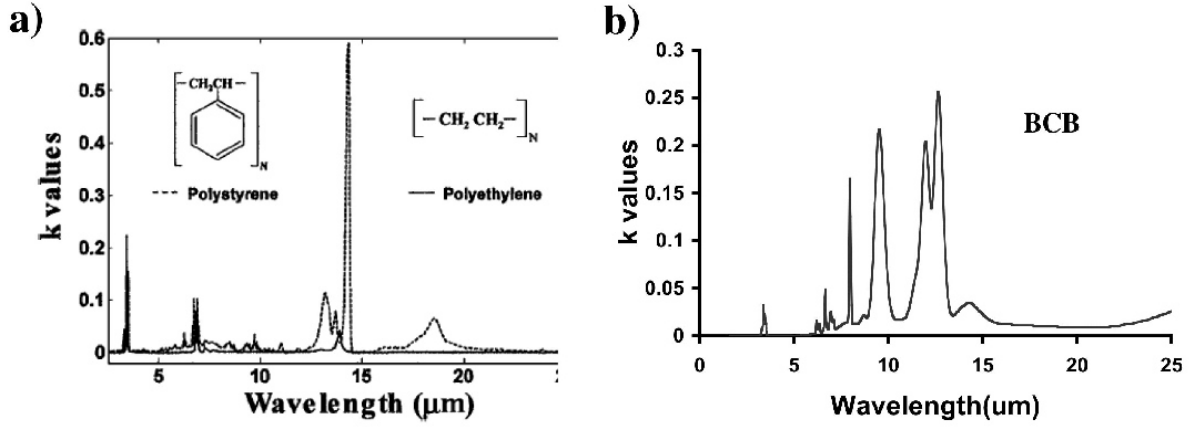 a)
0.6
0.5
0.4
0.3
0.2
0.1
0
k values
5
10
15
20
Wavelength (μm)
CH₂CH
N
Polystyrene
CH₂ CH₂
N
Polyethylene
b)
0.3
0.25
0.2
0.15
0.1
0.05
0
k values
0
5
10
15
20
25
Wavelength(um)
BCB